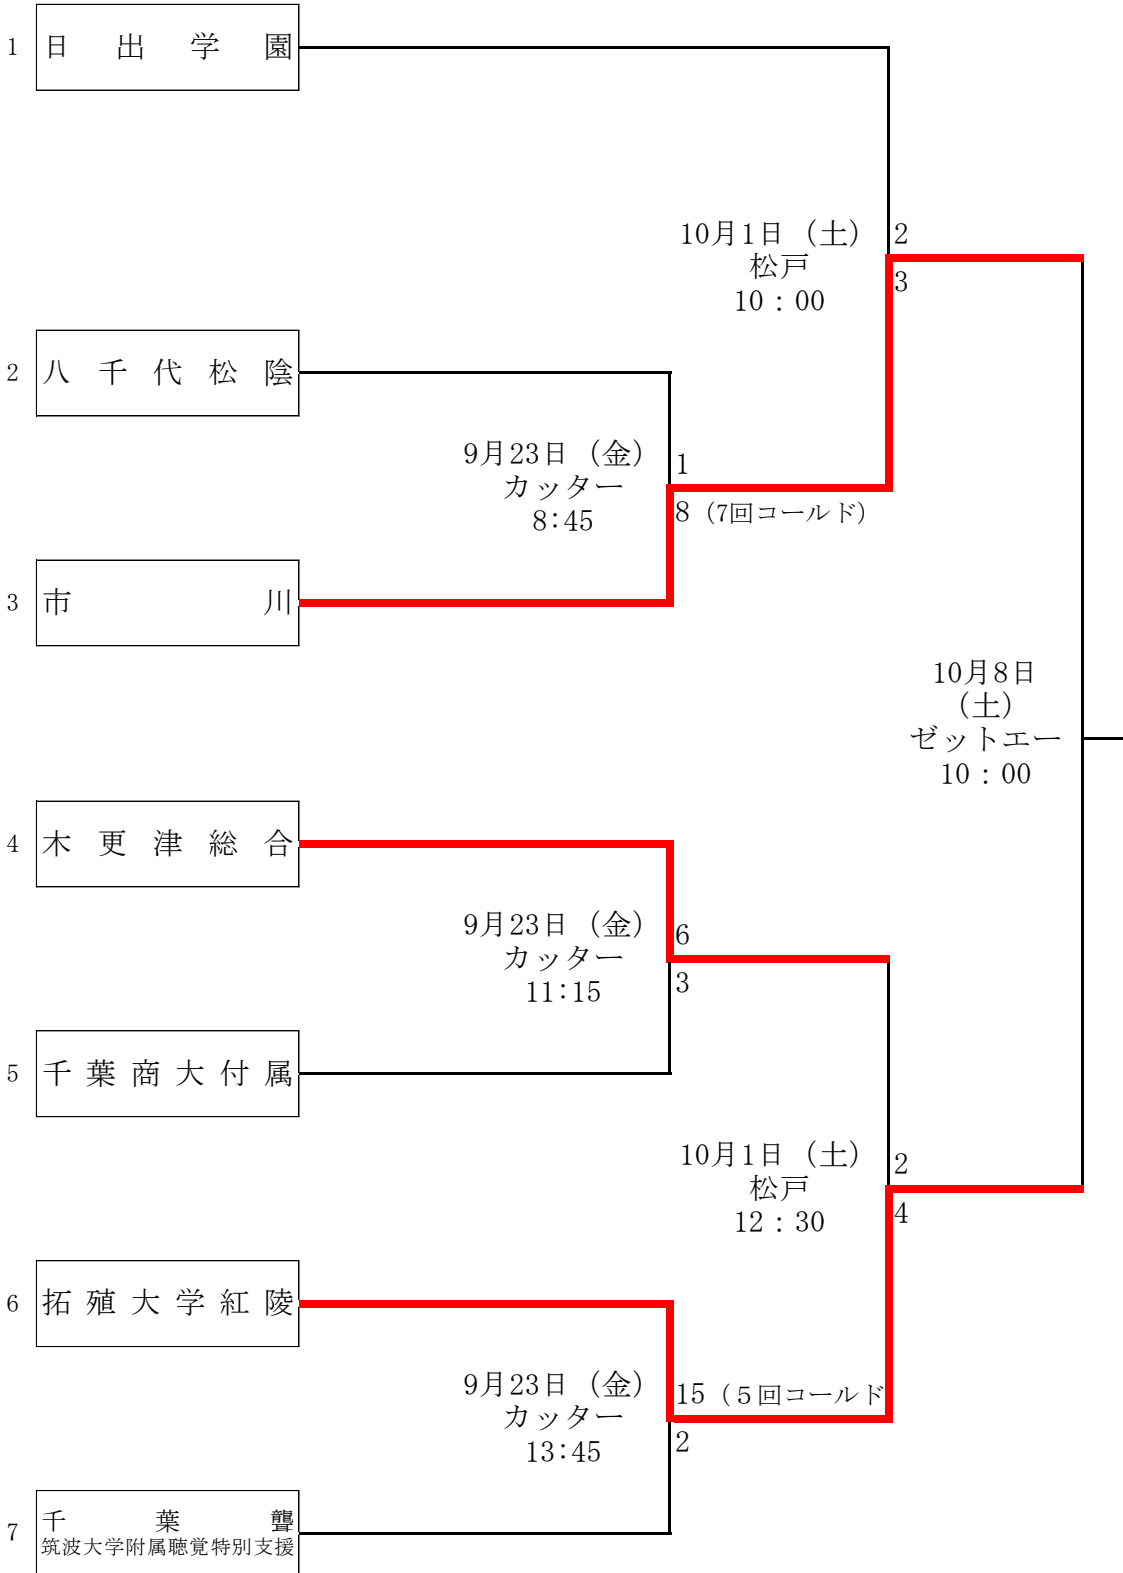 1 日出学園
10月1日（土） 2
松戸
10：00 3
2 八千代松陰
9月23日（金） 1
カッター
8:45 8（7回コールド）
3 市川
10月8日
（土）
ゼットエー
10：00
4 木更津総合
9月23日（金） 6
カッター
11:15 3
5 千葉商大付属
10月1日（土） 2
松戸
12：30 4
6 拓殖大学紅陵
9月23日（金） 15（５回コールド
カッター
13:45 2
7 千葉聾
筑波大学附属聴覚特別支援